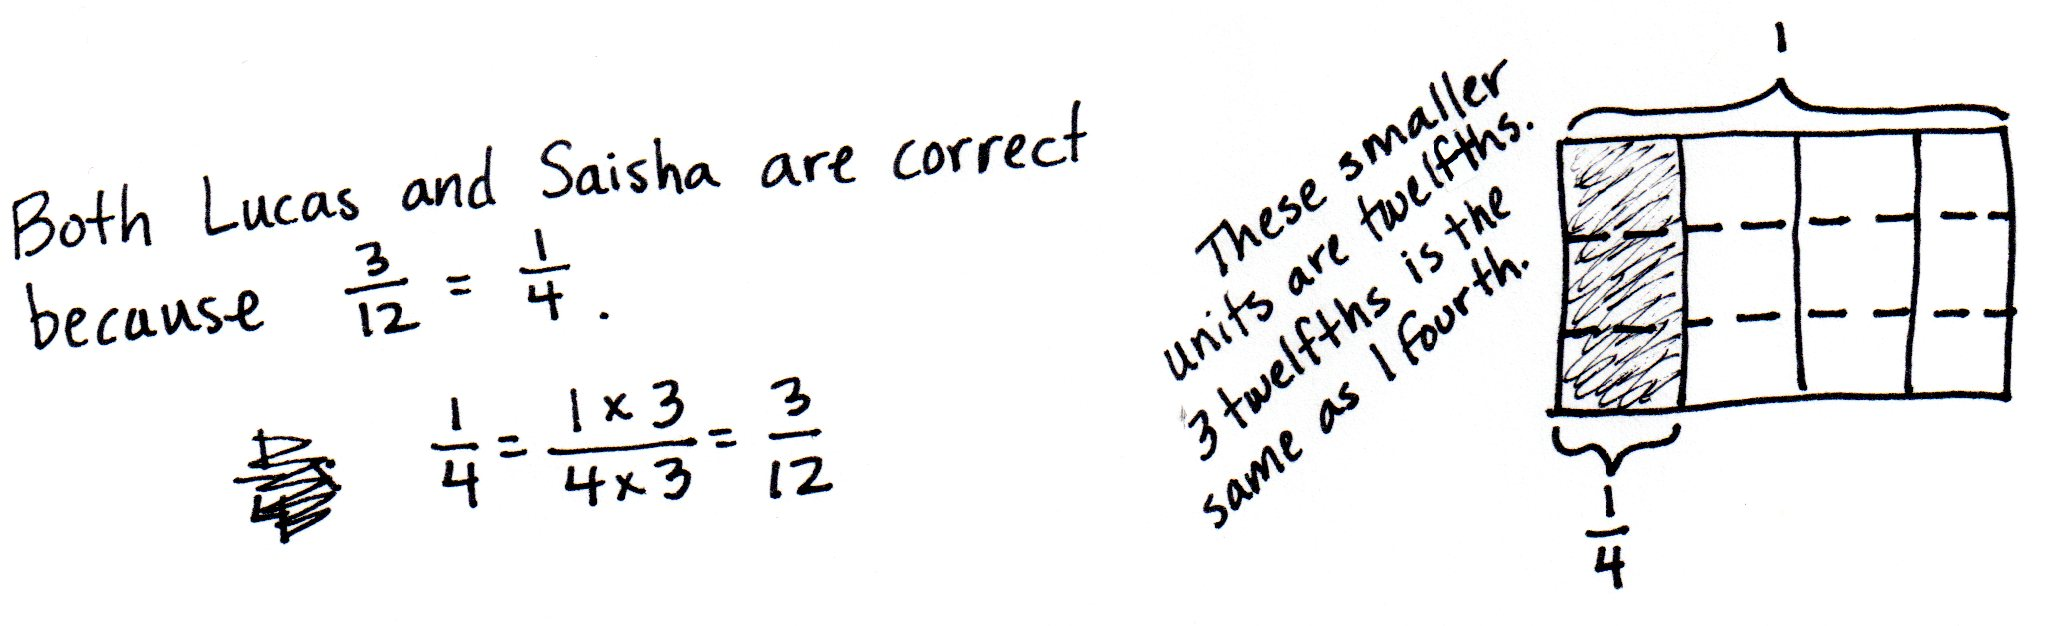 Both Lucas and Saisha are correct
because 3/12 = 1/4.
1/4 = 1 x 3 / 4 x 3 = 3/12
These smaller
units are twelfths.
3 twelfths is the
same as 1 fourth.
1
1/4